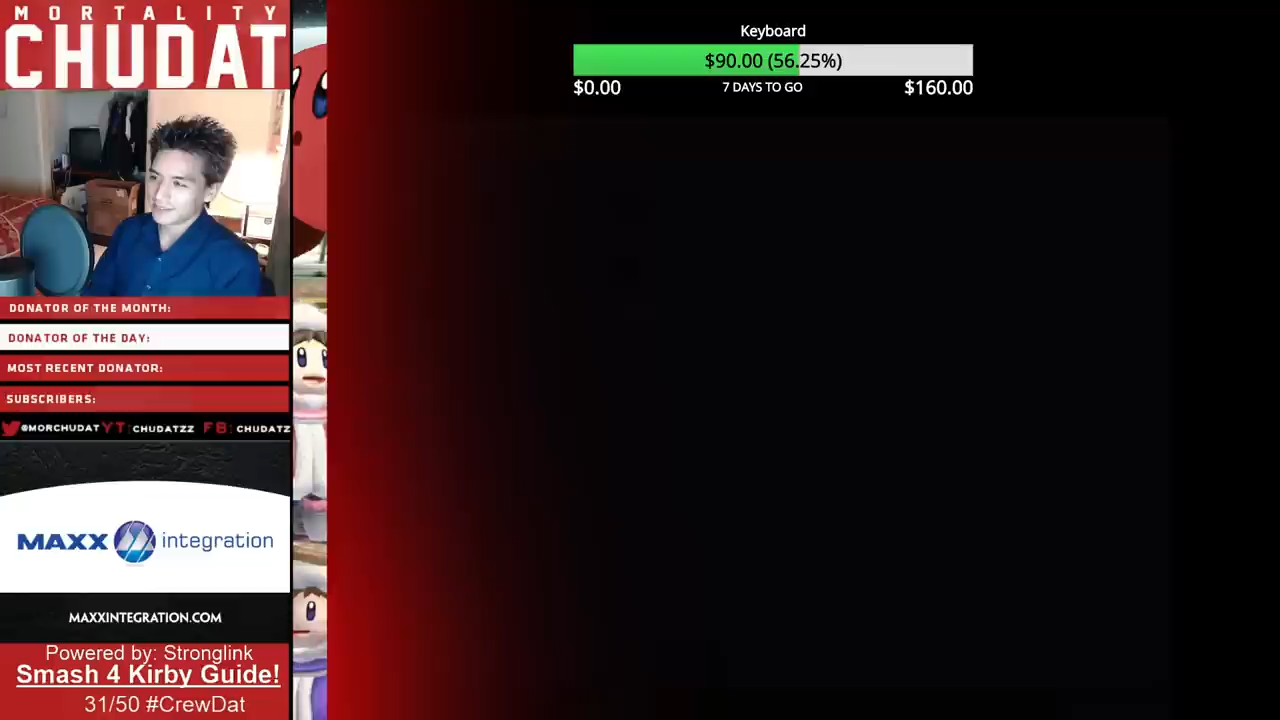 MORTALITY
CHUDAT
Keyboard
$90.00 (56.25%)
$0.00 7 DAYS TO GO $160.00
DONATOR OF THE MONTH:
DONATOR OF THE DAY:
MOST RECENT DONATOR:
SUBSCRIBERS:
@MORCHUDAT YT: CHUDATZZ FB: CHUDATZ
MAXX integration
MAXXINTEGRATION.COM
Powered by: Stronglink
Smash 4 Kirby Guide!
31/50 #CrewDat